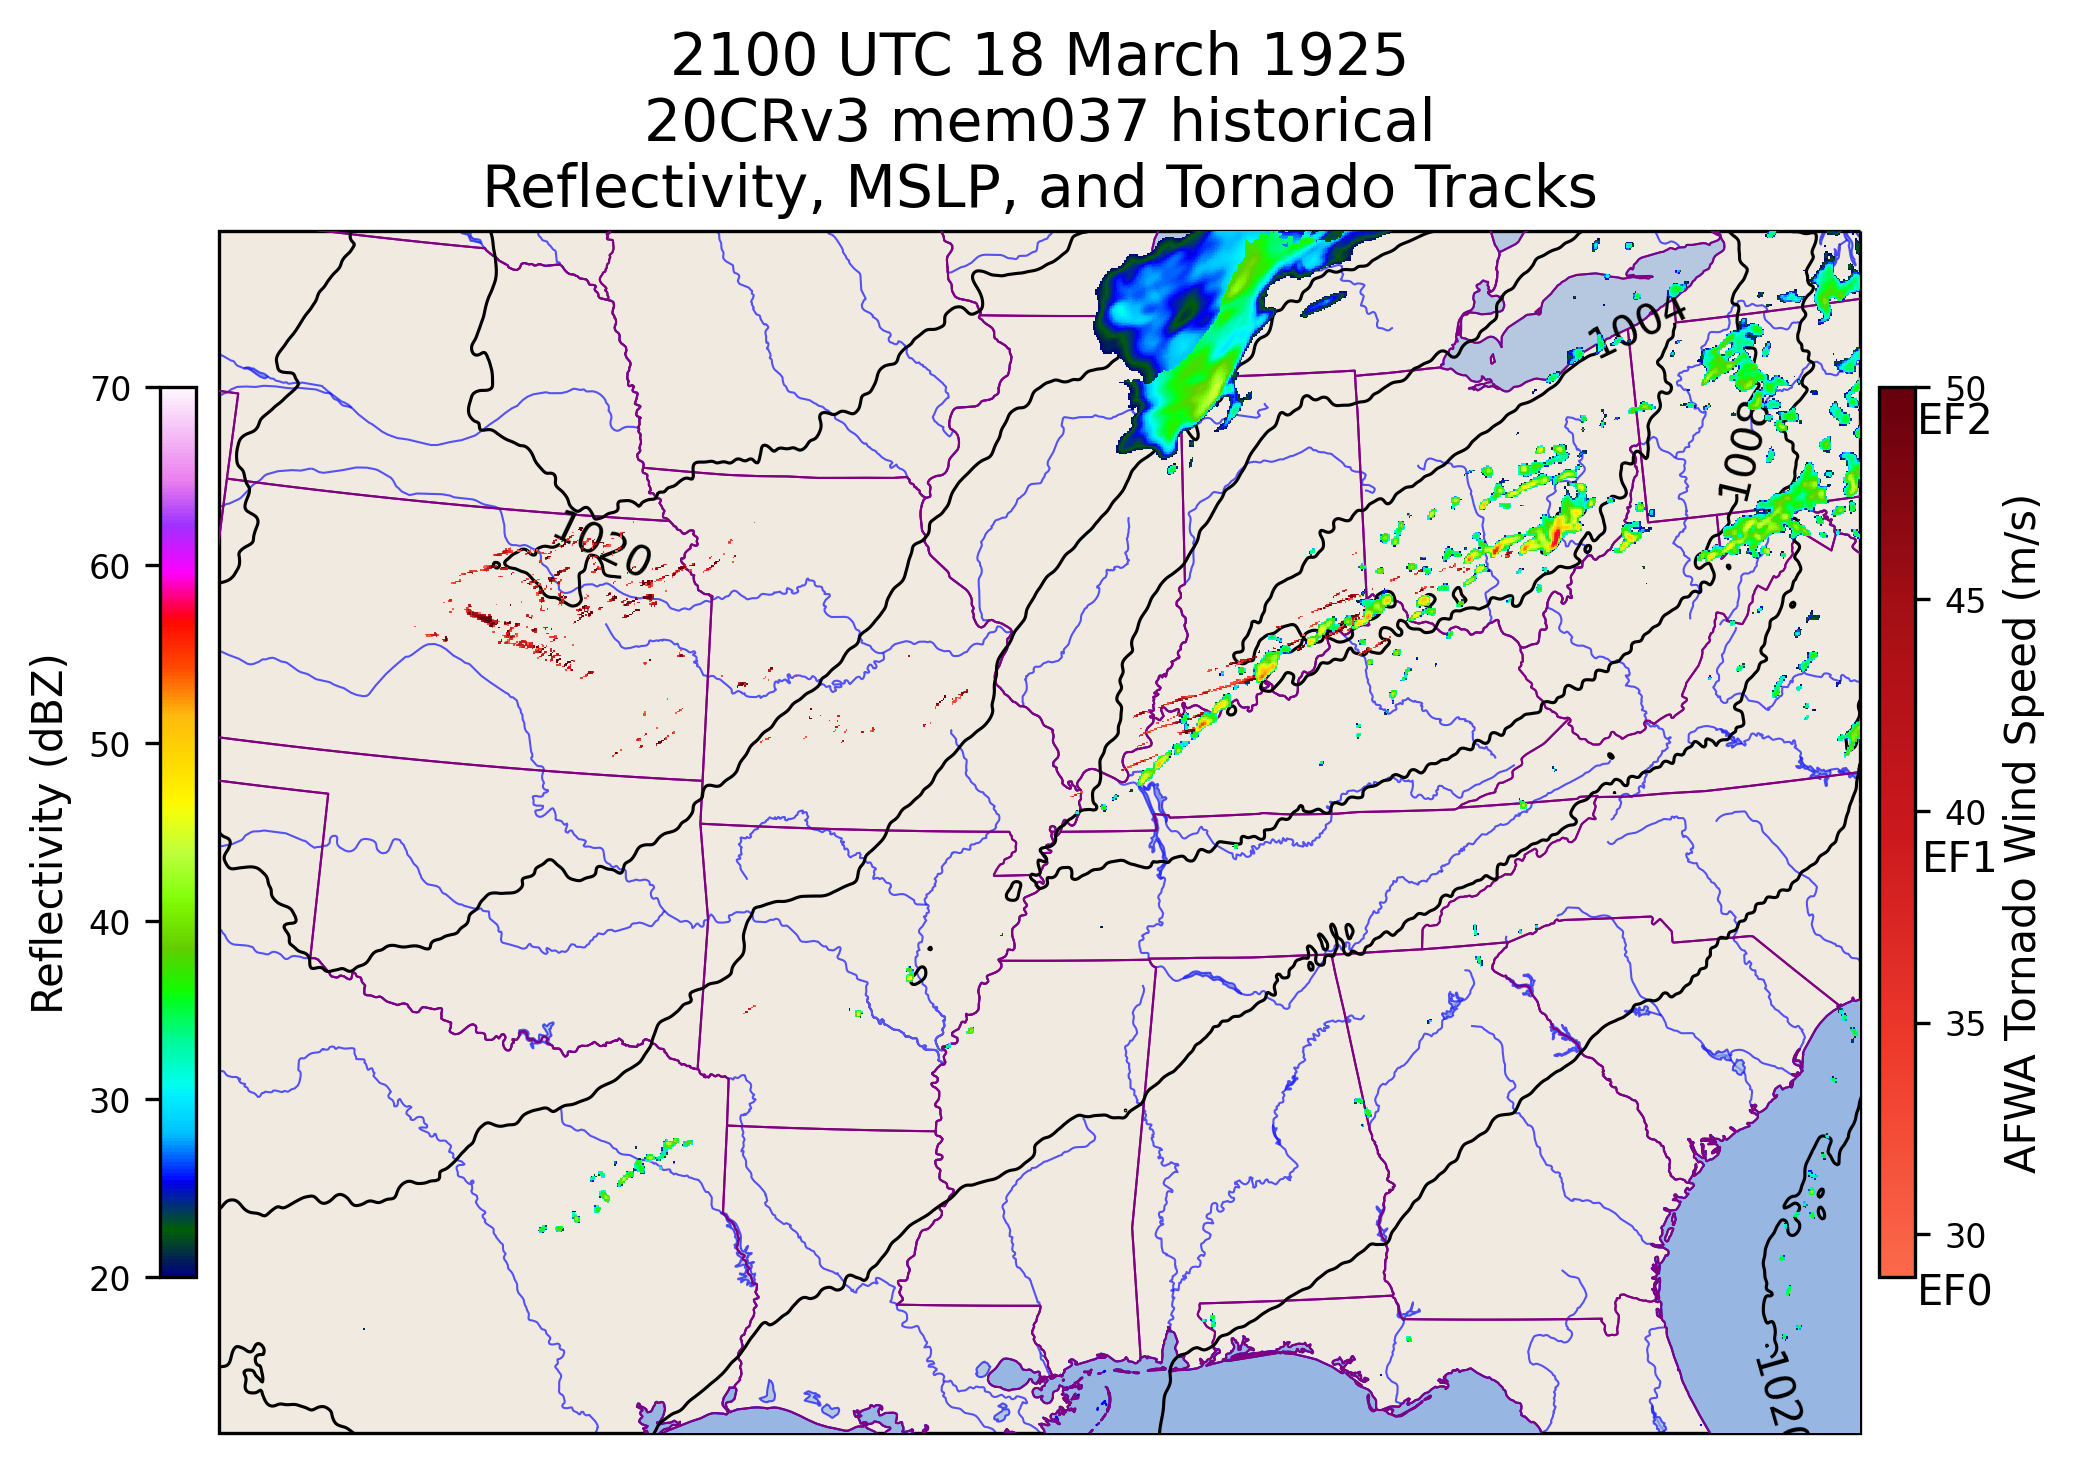 2100 UTC 18 March 1925
20CRv3 mem037 historical
Reflectivity, MSLP, and Tornado Tracks
Reflectivity (dBZ)
70
60
50
40
30
20
1004
1008
1020
1020
50
EF2
45
40
EF1
35
30
EF0
AFWA Tornado Wind Speed (m/s)